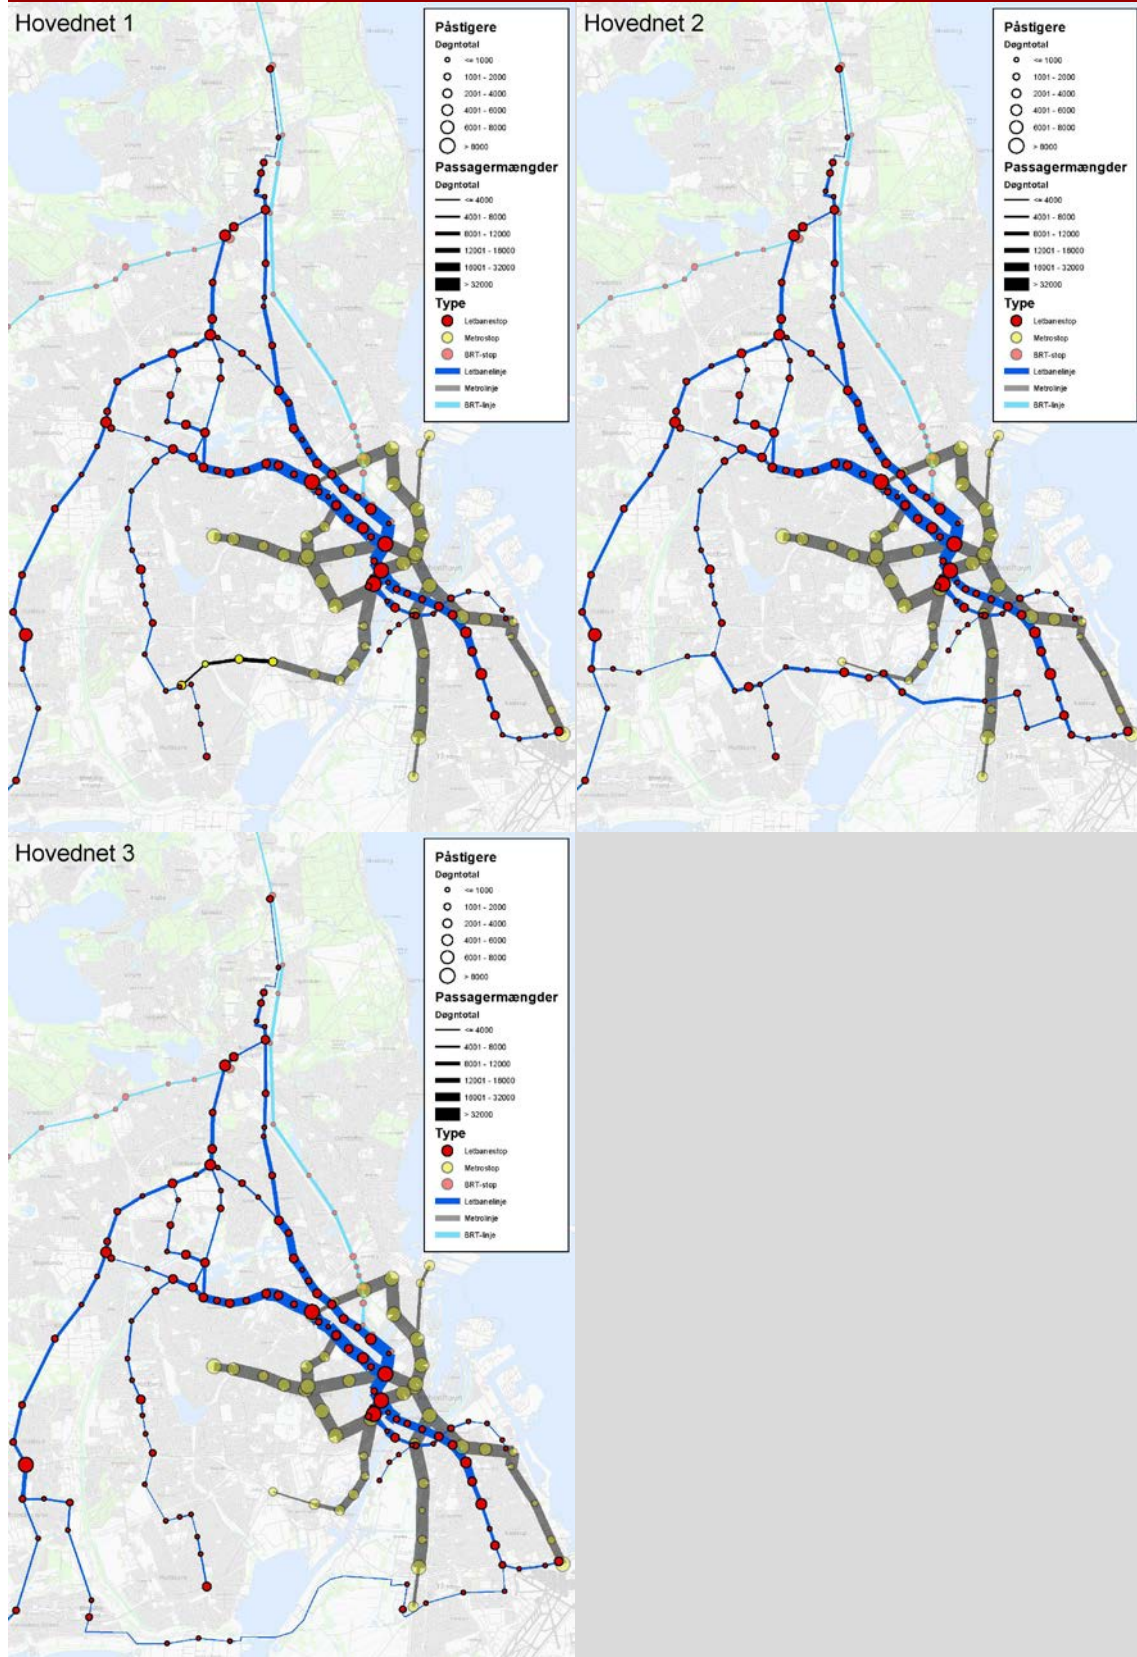 Hovednet 1
Påstigere
Døgntotal
<= 1000
1001 - 2000
2001 - 4000
4001 - 6000
6001 - 8000
> 8000
Passagermængder
Døgntotal
<= 4000
4001 - 8000
8001 - 12000
12001 - 16000
16001 - 32000
> 32000
Type
Letbanestop
Metrostop
BRT-stop
Letbanelinje
Metrolinje
BRT-linje
Hovednet 2
Påstigere
Døgntotal
<= 1000
1001 - 2000
2001 - 4000
4001 - 6000
6001 - 8000
> 8000
Passagermængder
Døgntotal
<= 4000
4001 - 8000
8001 - 12000
12001 - 16000
16001 - 32000
> 32000
Type
Letbanestop
Metrostop
BRT-stop
Letbanelinje
Metrolinje
BRT-linje
Hovednet 3
Påstigere
Døgntotal
<= 1000
1001 - 2000
2001 - 4000
4001 - 6000
6001 - 8000
> 8000
Passagermængder
Døgntotal
<= 4000
4001 - 8000
8001 - 12000
12001 - 16000
16001 - 32000
> 32000
Type
Letbanestop
Metrostop
BRT-stop
Letbanelinje
Metrolinje
BRT-linje